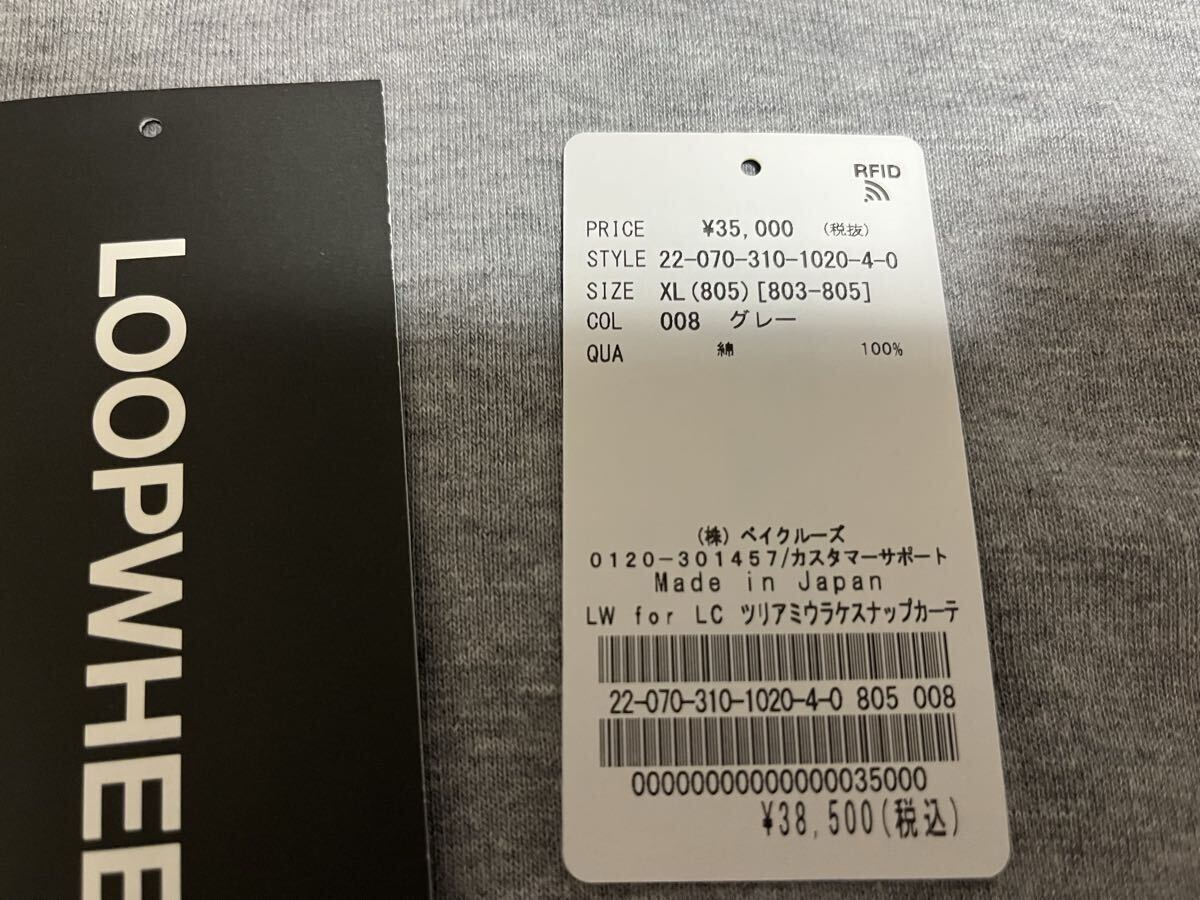 LOOPWHEE
RFID
PRICE ¥35,000 (税抜)
STYLE 22-070-310-1020-4-0
SIZE XL(805)[803-805]
COL 008 グレー
QUA 綿 100%
(株) ベイクルーズ
0120-301457/カスタマーサポート
Made in Japan
LW for LC ツリアミウラケスナップカーテ
22-070-310-1020-4-0 805 008
00000000000000035000
¥38,500(税込)